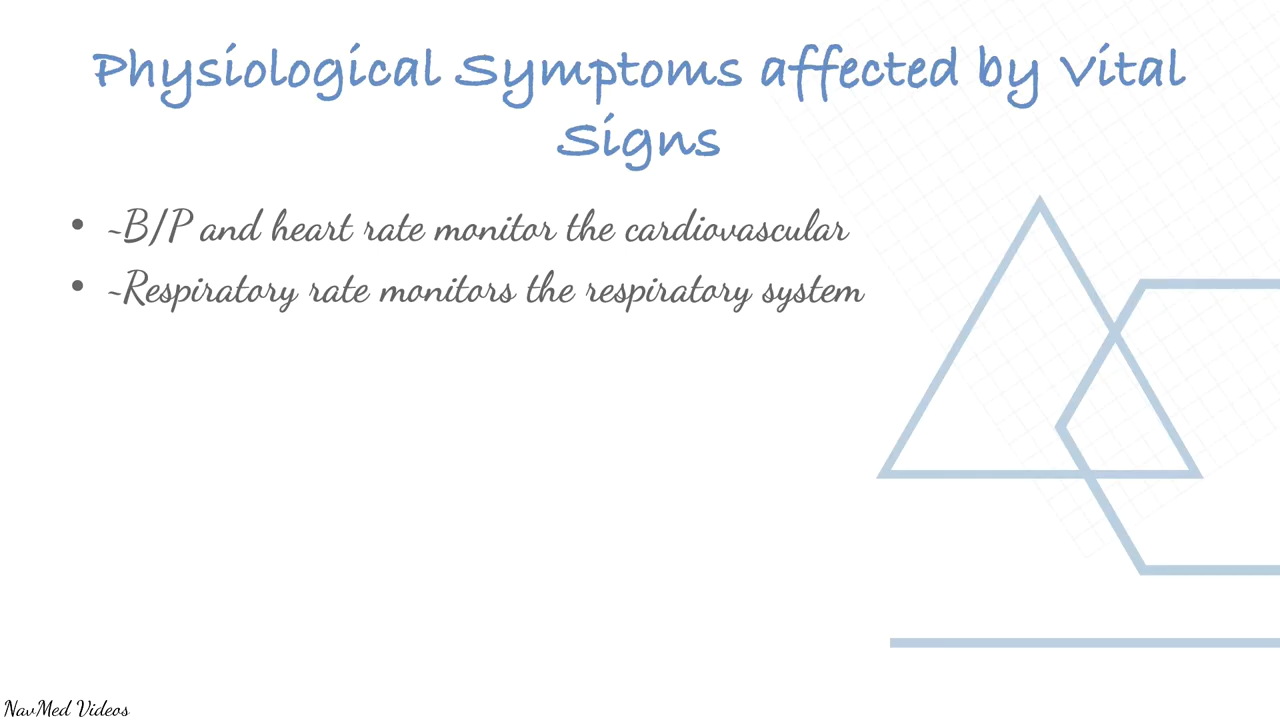 Physiological Symptoms affected by Vital
Signs
• ~B/P and heart rate monitor the cardiovascular
• ~Respiratory rate monitors the respiratory system
NavMed Videos